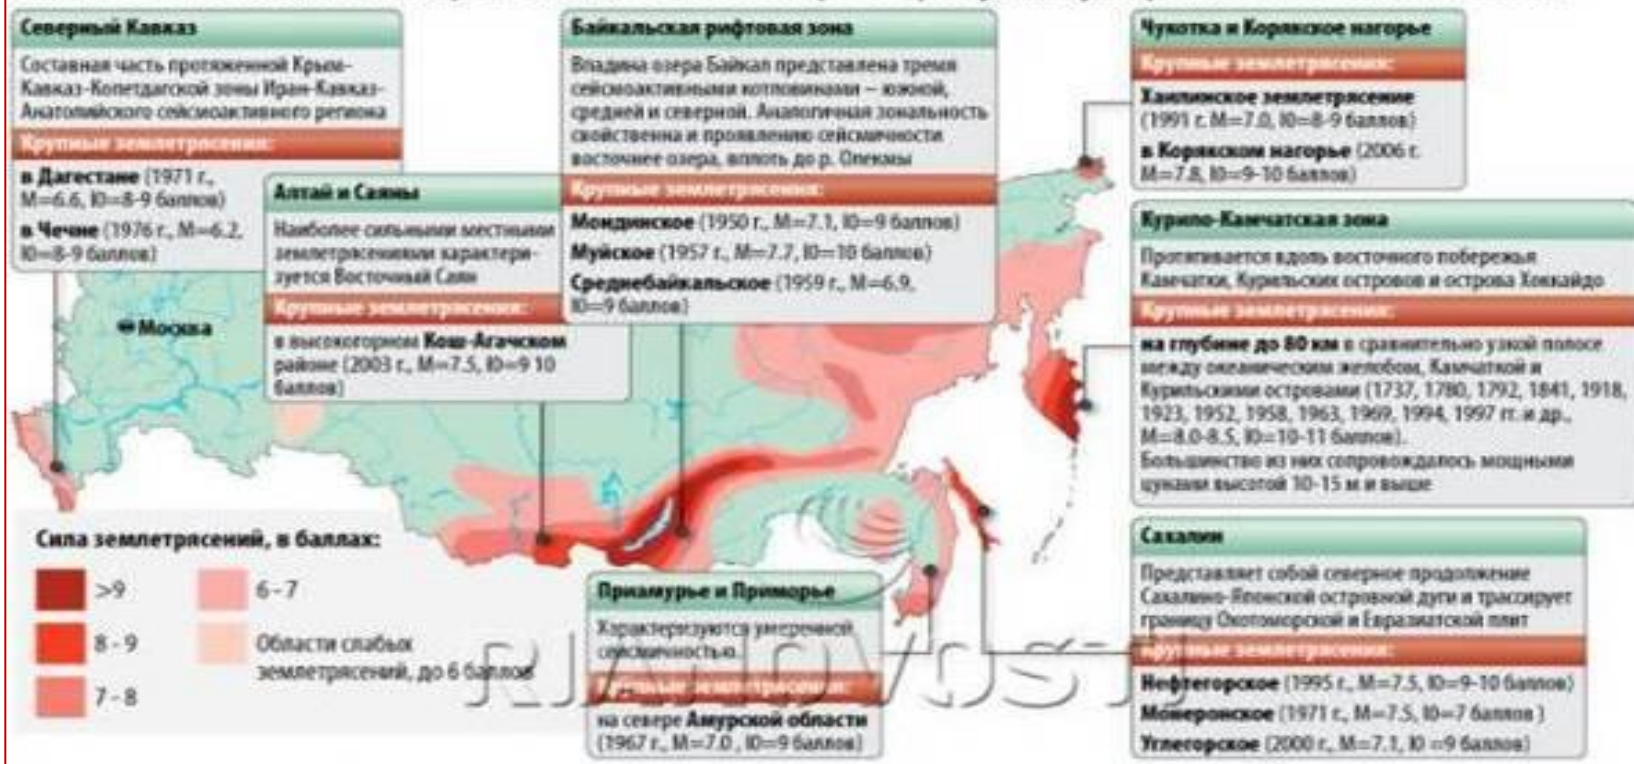 Северный Кавказ
Составная часть протяженной Крым-
Кавказ-Копетдагской зоны Иран-Кавказ-
Анатолийского сейсмоактивного региона
Крупные землетрясения:
в Дагестане (1971 г.,
М=6.6, I0=8-9 баллов)
в Чечне (1976 г., М=6.2,
I0=8-9 баллов)
Алтай и Саяны
Наиболее сильными местными
землетрясениями характери-
зуется Восточный Саян
Крупные землетрясения:
в высокогорном Кош-Агачском
районе (2003 г., М=7.5, I0=9 10
баллов)
Байкальская рифтовая зона
Впадина озера Байкал представлена тремя
сейсмоактивными котловинами – южной,
средней и северной. Аналогичная зональность
свойственна и проявлению сейсмичности
восточнее озера, вплоть до р. Олекмы
Крупные землетрясения:
Мондинское (1950 г., М=7.1, I0=9 баллов)
Муйское (1957 г., М=7.7, I0=10 баллов)
Среднебайкальское (1959 г., М=6.9,
I0=9 баллов)
Чукотка и Корякское нагорье
Крупные землетрясения:
Хаилинское землетрясение
(1991 г. М=7.0, I0=8-9 баллов)
в Корякском нагорье (2006 г.
М=7.8, I0=9-10 баллов)
Курило-Камчатская зона
Протягивается вдоль восточного побережья
Камчатки, Курильских островов и острова Хоккайдо
Крупные землетрясения:
на глубине до 80 км в сравнительно узкой полосе
между океаническим желобом, Камчаткой и
Курильскими островами (1737, 1780, 1792, 1841, 1918,
1923, 1952, 1958, 1963, 1969, 1994, 1997 гг. и др.,
М=8.0-8.5, I0=10-11 баллов).
Большинство из них сопровождалось мощными
цунами высотой 10-15 м и выше
Москва
Сила землетрясений, в баллах:
>9
8 - 9
7 - 8
6 - 7
Области слабых
землетрясений, до 6 баллов
Приамурье и Приморье
Характеризуются умеренной
сейсмичностью.
Крупные землетрясения:
на севере Амурской области
(1967 г., М=7.0 , I0=9 баллов)
Сахалин
Представляет собой северное продолжение
Сахалино-Японской островной дуги и трассирует
границу Охотоморской и Евразиатской плит
Крупные землетрясения:
Нефтегорское (1995 г., М=7.5, I0=9-10 баллов)
Монеронское (1971 г., М=7.5, I0=7 баллов )
Углегорское (2000 г., М=7.1, I0 =9 баллов)
RIANOVOSTI